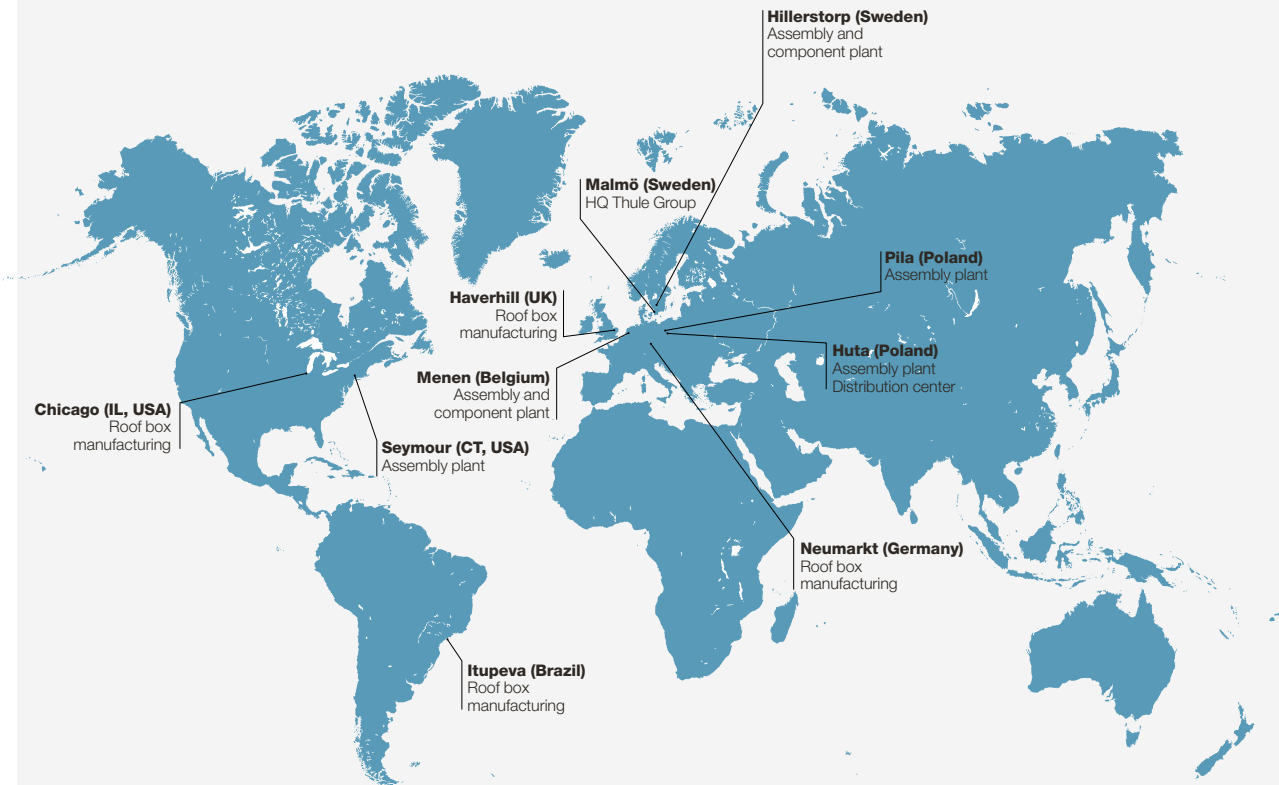 Hillerstorp (Sweden)
Assembly and
component plant
Malmö (Sweden)
HQ Thule Group
Pila (Poland)
Assembly plant
Haverhill (UK)
Roof box
manufacturing
Huta (Poland)
Assembly plant
Distribution center
Menen (Belgium)
Assembly and
component plant
Chicago (IL, USA)
Roof box
manufacturing
Seymour (CT, USA)
Assembly plant
Neumarkt (Germany)
Roof box
manufacturing
Itupeva (Brazil)
Roof box
manufacturing